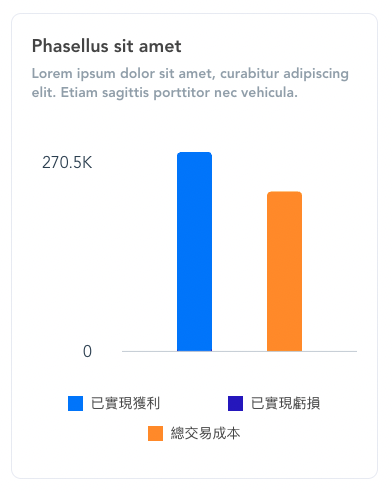 Phasellus sit amet
Lorem ipsum dolor sit amet, curabitur adipiscing
elit. Etiam sagittis porttitor nec vehicula.
270.5K
0
已實現獲利
已實現虧損
總交易成本